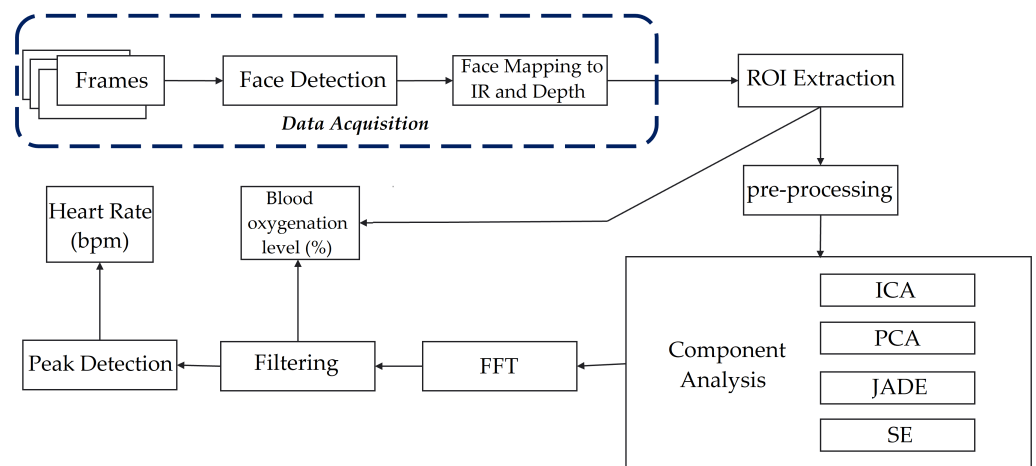 Frames
Face Detection
Face Mapping to
IR and Depth
ROI Extraction
Data Acquisition
pre-processing
Heart Rate
(bpm)
Blood
oxygenation
level (%)
Component
Analysis
ICA
PCA
JADE
SE
FFT
Filtering
Peak Detection